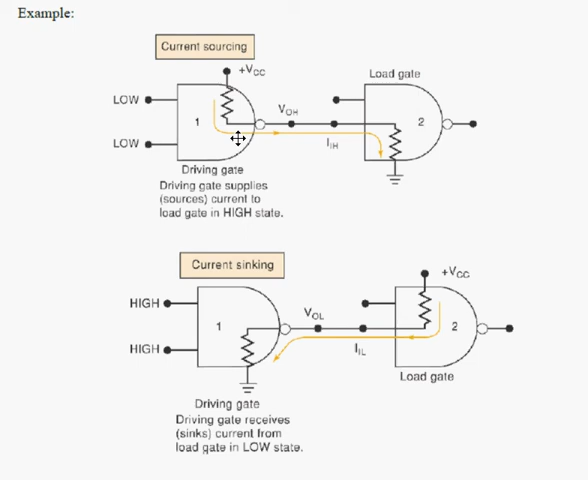 Example:
Current sourcing
+VCC
Load gate
LOW
VOH
1
2
LOW
IIH
Driving gate
Driving gate supplies
(sources) current to
load gate in HIGH state.
Current sinking
+VCC
HIGH
VOL
1
2
HIGH
IIL
Load gate
Driving gate
Driving gate receives
(sinks) current from
load gate in LOW state.